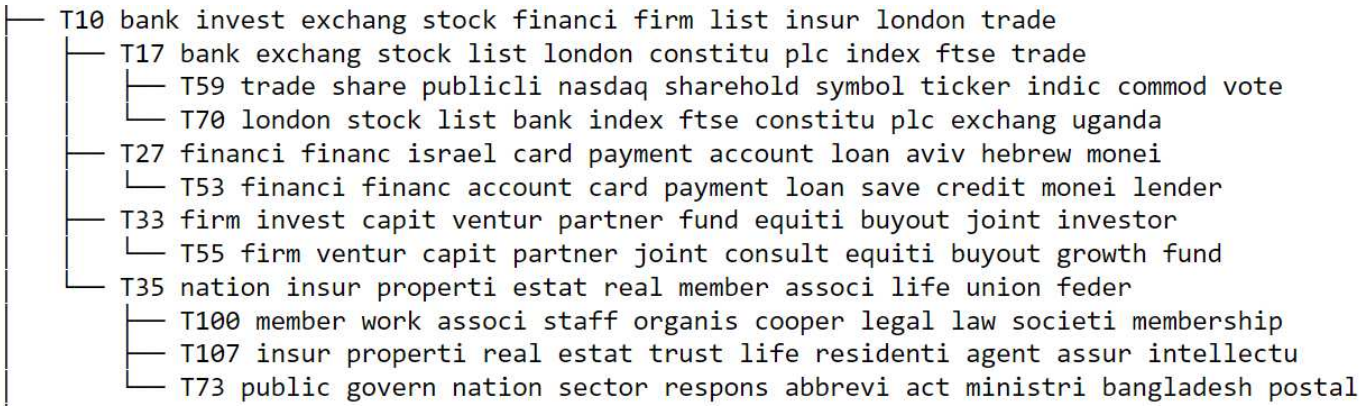 T10 bank invest exchang stock financi firm list insur london trade
T17 bank exchang stock list london constitu plc index ftse trade
T59 trade share publicli nasdaq sharehold symbol ticker indic commod vote
T70 london stock list bank index ftse constitu plc exchang uganda
T27 financi financ israel card payment account loan aviv hebrew monei
T53 financi financ account card payment loan save credit monei lender
T33 firm invest capit ventur partner fund equiti buyout joint investor
T55 firm ventur capit partner joint consult equiti buyout growth fund
T35 nation insur properti estat real member associ life union feder
T100 member work associ staff organis cooper legal law societi membership
T107 insur properti real estat trust life residenti agent assur intellectu
T73 public govern nation sector respons abbrevi act ministri bangladesh postal